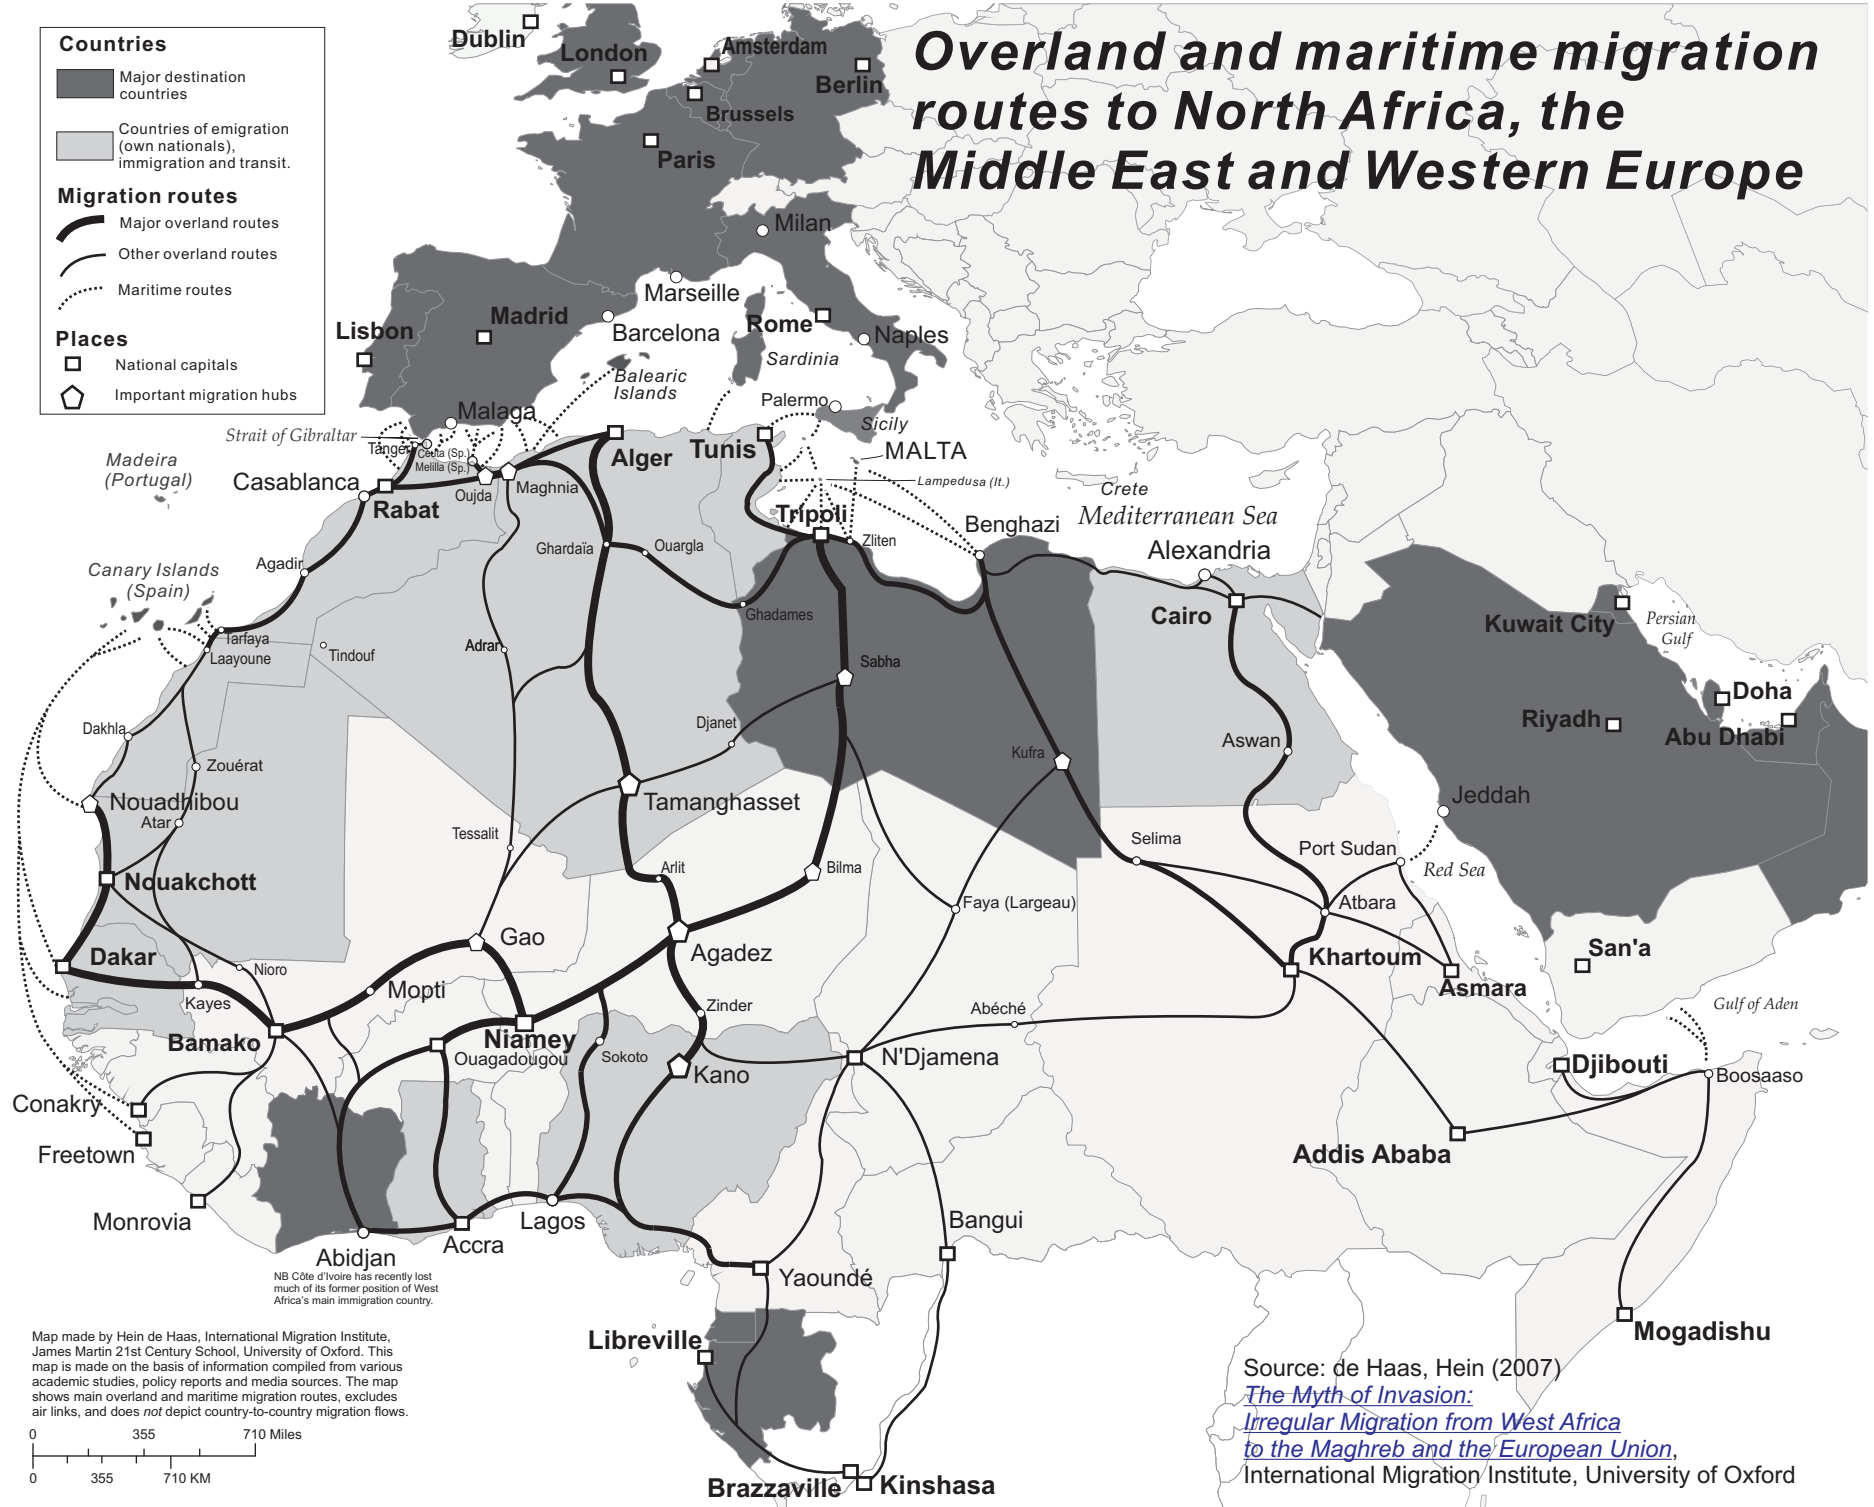 Overland and maritime migration
routes to North Africa, the
Middle East and Western Europe
Countries
Major destination
countries
Countries of emigration
(own nationals),
immigration and transit.
Migration routes
Major overland routes
Other overland routes
Maritime routes
Places
National capitals
Important migration hubs
Dublin
London
Amsterdam
Berlin
Brussels
Paris
Milan
Marseille
Madrid
Barcelona
Rome
Naples
Lisbon
Sardinia
Balearic
Islands
Palermo
Malaga
Sicily
Strait of Gibraltar
Tanger
Ceuta (Sp.)
Melilla (Sp.)
Alger
Tunis
MALTA
Madeira
(Portugal)
Casablanca
Rabat
Oujda
Maghnia
Lampedusa (It.)
Crete
Mediterranean Sea
Tripoli
Benghazi
Zliten
Alexandria
Ghardaïa
Ouargla
Agadir
Canary Islands
(Spain)
Ghadames
Cairo
Kuwait City
Persian
Gulf
Tarfaya
Laayoune
Tindouf
Adrar
Sabha
Doha
Riyadh
Abu Dhabi
Dakhla
Djanet
Kufra
Aswan
Zouérat
Nouadhibou
Tamanghasset
Jeddah
Atar
Tessalit
Selima
Port Sudan
Red Sea
Arlit
Bilma
Nouakchott
Faya (Largeau)
Atbara
Gao
Dakar
Agadez
Khartoum
San'a
Nioro
Asmara
Mopti
Kayes
Zinder
Abéché
Gulf of Aden
Bamako
Niamey
Ouagadougou
Sokoto
Kano
N'Djamena
Djibouti
Boosaaso
Conakry
Freetown
Addis Ababa
Monrovia
Lagos
Bangui
Accra
Abidjan
NB Côte d'Ivoire has recently lost
much of its former position of West
Africa's main immigration country.
Yaoundé
Libreville
Mogadishu
Brazzaville
Kinshasa
Map made by Hein de Haas, International Migration Institute,
James Martin 21st Century School, University of Oxford. This
map is made on the basis of information compiled from various
academic studies, policy reports and media sources. The map
shows main overland and maritime migration routes, excludes
air links, and does not depict country-to-country migration flows.
0 355 710 Miles
0 355 710 KM
Source: de Haas, Hein (2007)
The Myth of Invasion:
Irregular Migration from West Africa
to the Maghreb and the European Union,
International Migration Institute, University of Oxford